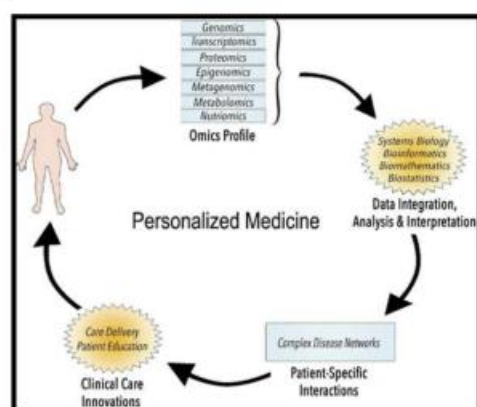 Genomics
Transcriptomics
Proteomics
Epigenomics
Metagenomics
Metabolomics
Nutriomics
Omics Profile
Systems Biology
Bioinformatics
Biomathematics
Biostatistics
Data Integration,
Analysis & Interpretation
Personalized Medicine
Complex Disease Networks
Patient-Specific
Interactions
Care Delivery
Patient Education
Clinical Care
Innovations